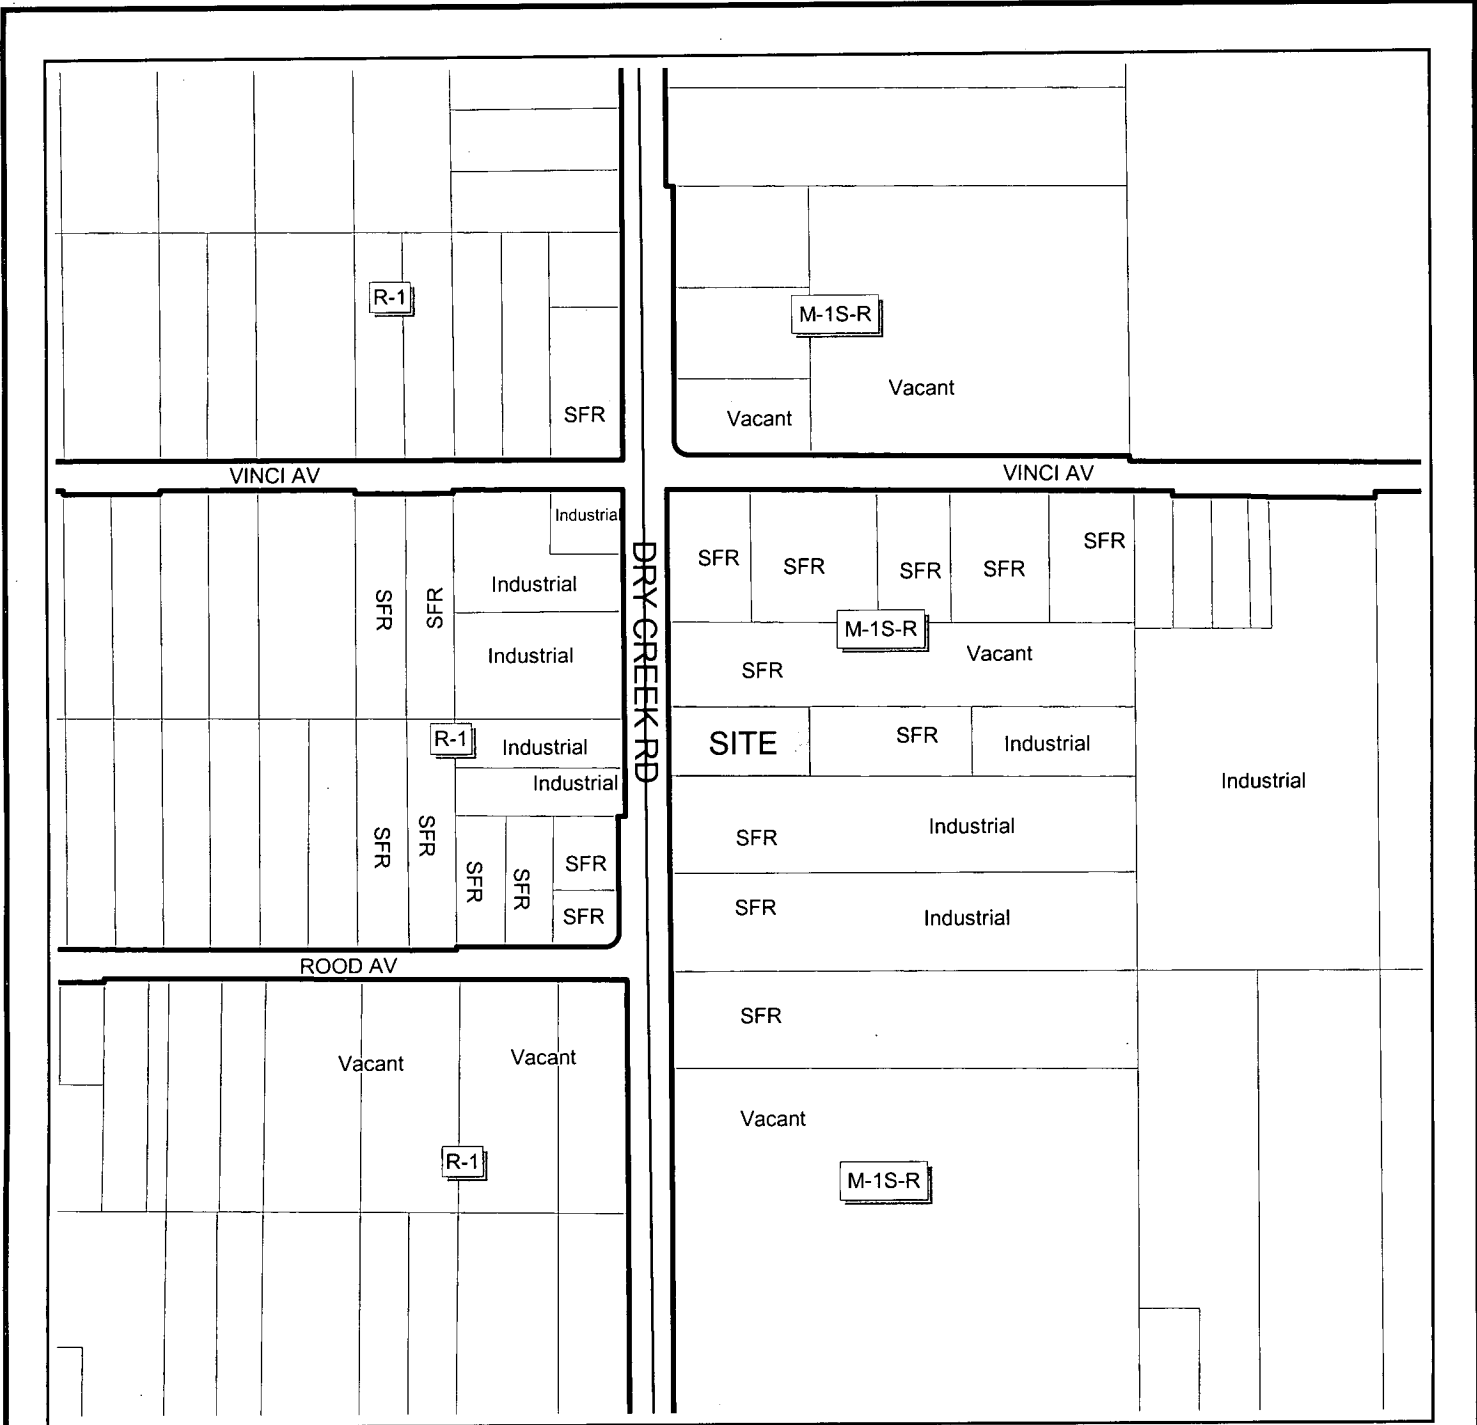 R-1
M-1S-R
Vacant
SFR
Vacant
VINCI AV
VINCI AV
Industrial
SFR
SFR
SFR
SFR
SFR
Industrial
SFR
SFR
M-1S-R
Industrial
SFR
Vacant
DRY CREEK RD
R-1
Industrial
SITE
SFR
Industrial
Industrial
Industrial
SFR
SFR
SFR
Industrial
SFR
SFR
SFR
SFR
SFR
Industrial
ROOD AV
SFR
Vacant
Vacant
Vacant
R-1
M-1S-R